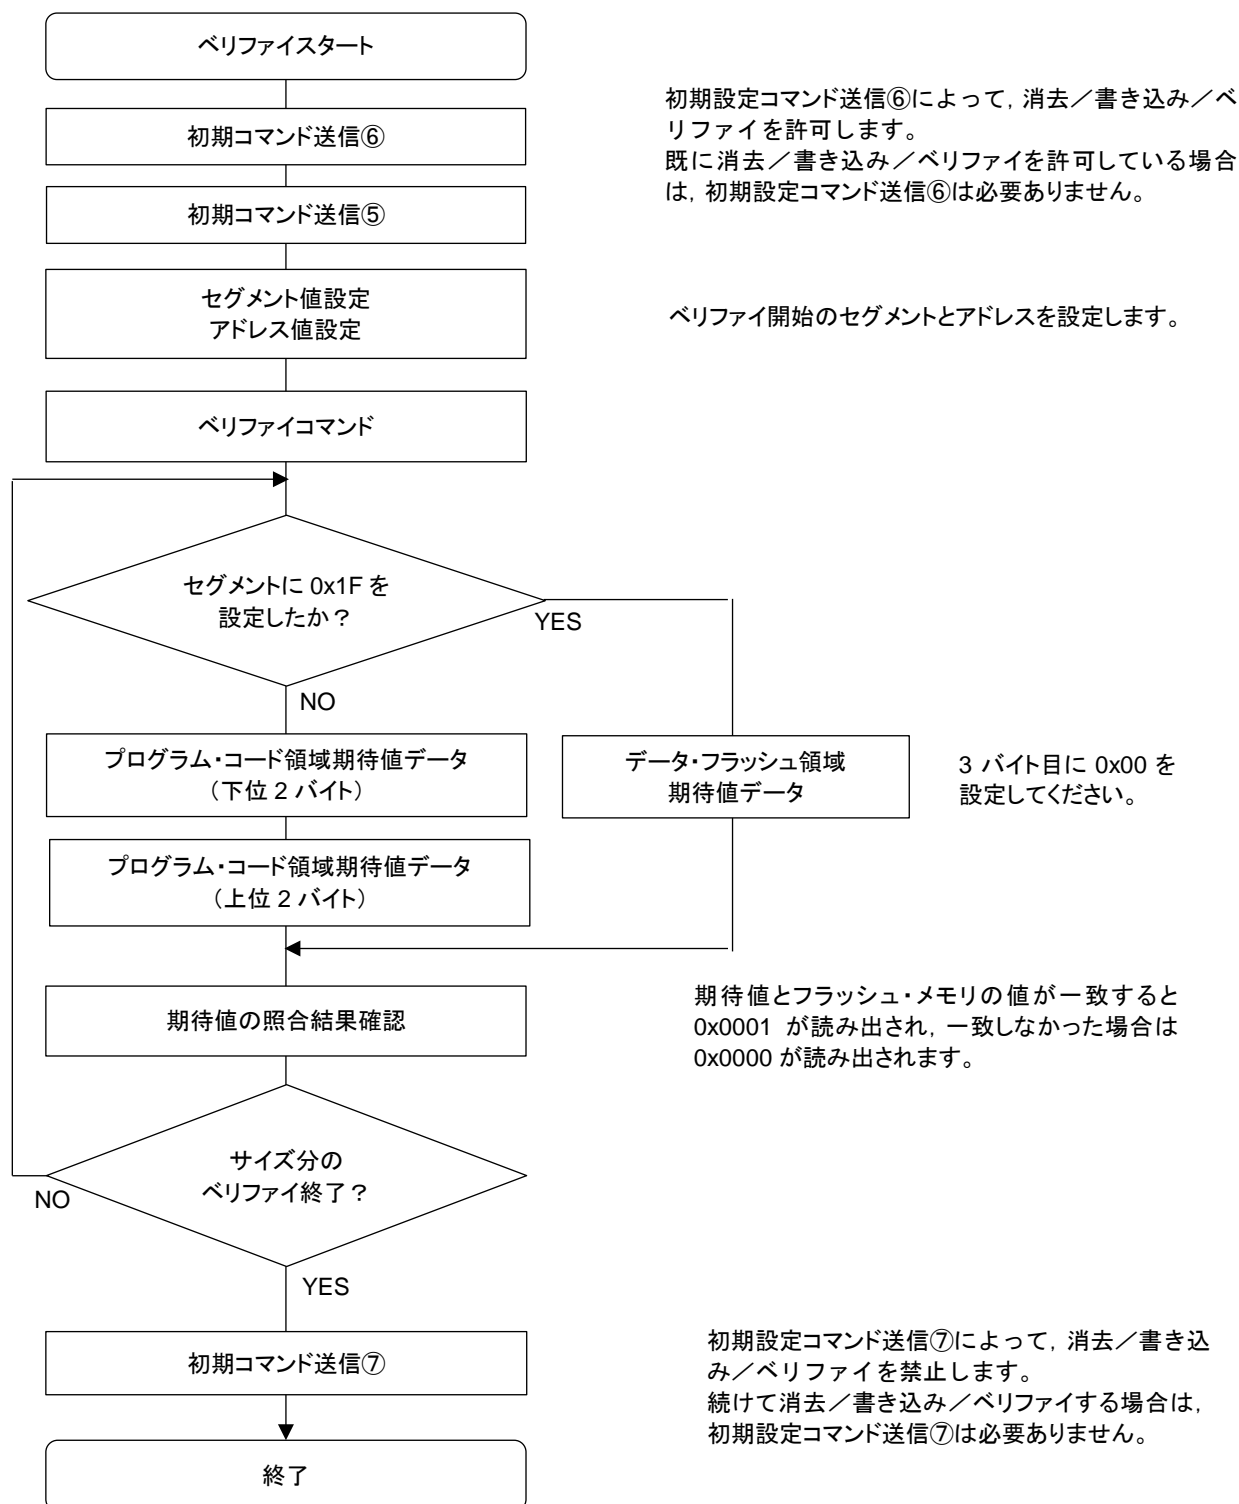 ベリファイスタート
初期設定コマンド送信⑥によって，消去／書き込み／ベ
リファイを許可します。
既に消去／書き込み／ベリファイを許可している場合
は，初期設定コマンド送信⑥は必要ありません。
初期コマンド送信⑥
初期コマンド送信⑤
セグメント値設定
アドレス値設定
ベリファイ開始のセグメントとアドレスを設定します。
ベリファイコマンド
セグメントに 0x1F を
設定したか？
YES
NO
プログラム・コード領域期待値データ
（下位 2 バイト）
データ・フラッシュ領域
期待値データ
3 バイト目に 0x00 を
設定してください。
プログラム・コード領域期待値データ
（上位 2 バイト）
期待値の照合結果確認
期待値とフラッシュ・メモリの値が一致すると
0x0001 が読み出され，一致しなかった場合は
0x0000 が読み出されます。
サイズ分の
ベリファイ終了？
NO
YES
初期コマンド送信⑦
初期設定コマンド送信⑦によって，消去／書き込
み／ベリファイを禁止します。
続けて消去／書き込み／ベリファイする場合は，
初期設定コマンド送信⑦は必要ありません。
終了